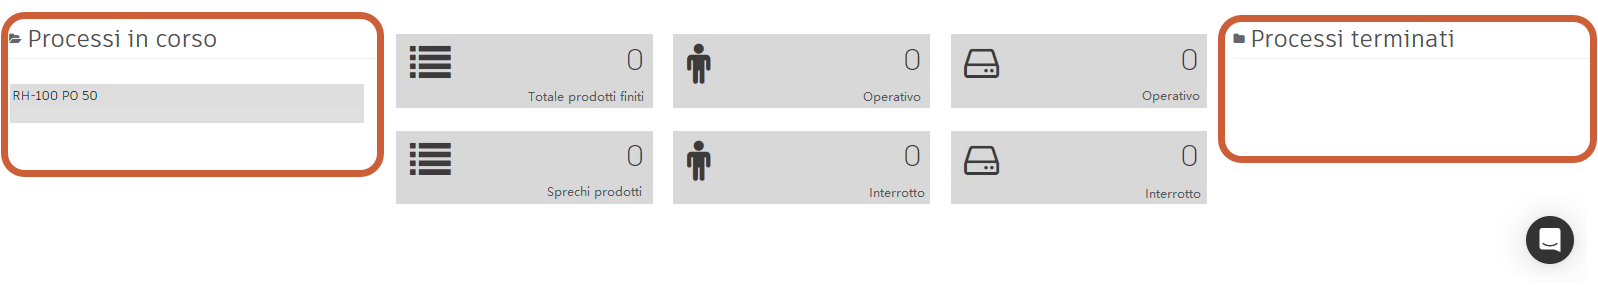 Processi in corso
RH-100 PO 50
0
Totale prodotti finiti
0
Operativo
0
Operativo
0
Sprechi prodotti
0
Interrotto
0
Interrotto
Processi terminati